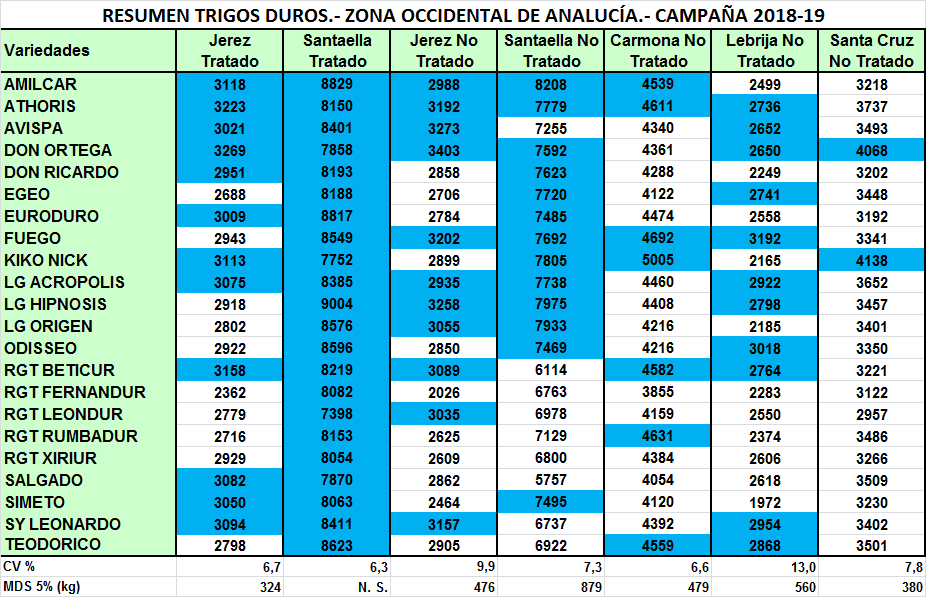 RESUMEN TRIGOS DUROS.- ZONA OCCIDENTAL DE ANALUCÍA.- CAMPAÑA 2018-19
Variedades Jerez Tratado Santaella Tratado Jerez No Tratado Santaella No Tratado Carmona No Tratado Lebrija No Tratado Santa Cruz No Tratado
AMILCAR 3118 8829 2988 8208 4539 2499 3218
ATHORIS 3223 8150 3192 7779 4611 2736 3737
AVISPA 3021 8401 3273 7255 4340 2652 3493
DON ORTEGA 3269 7858 3403 7592 4361 2650 4068
DON RICARDO 2951 8193 2858 7623 4288 2249 3202
EGEO 2688 8188 2706 7720 4122 2741 3448
EURODURO 3009 8817 2784 7485 4474 2558 3192
FUEGO 2943 8549 3202 7692 4692 3192 3341
KIKO NICK 3113 7752 2899 7805 5005 2165 4138
LG ACROPOLIS 3075 8385 2935 7738 4460 2922 3652
LG HIPNOSIS 2918 9004 3258 7975 4408 2798 3457
LG ORIGEN 2802 8576 3055 7933 4216 2185 3401
ODISSEO 2922 8596 2850 7469 4216 3018 3350
RGT BETICUR 3158 8219 3089 6114 4582 2764 3221
RGT FERNANDUR 2362 8082 2026 6763 3855 2283 3122
RGT LEONDUR 2779 7398 3035 6978 4159 2550 2957
RGT RUMBADUR 2716 8153 2625 7129 4631 2374 3486
RGT XIRIUR 2929 8054 2609 6800 4384 2606 3266
SALGADO 3082 7870 2862 5757 4054 2618 3509
SIMETO 3050 8063 2464 7495 4120 1972 3230
SY LEONARDO 3094 8411 3157 6737 4392 2954 3402
TEODORICO 2798 8623 2905 6922 4559 2868 3501
CV % 6,7 6,3 9,9 7,3 6,6 13,0 7,8
MDS 5% (kg) 324 N. S. 476 879 479 560 380